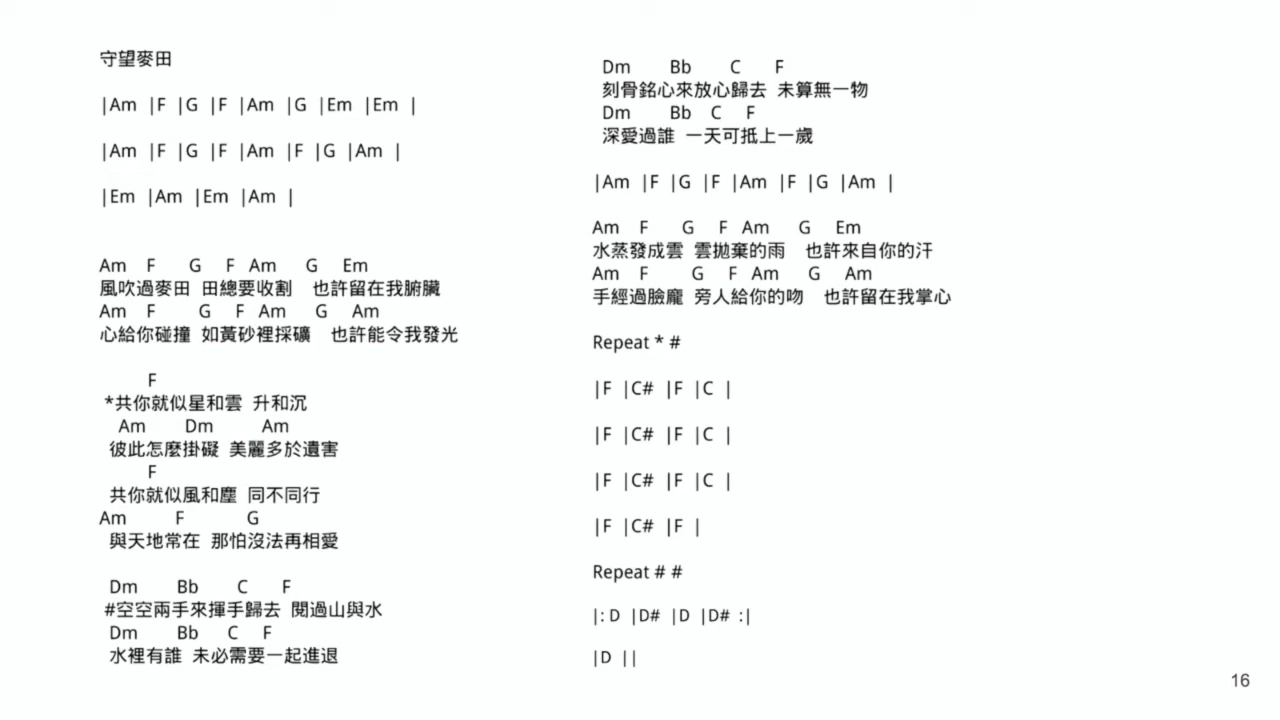 守望麥田
|Am |F |G |F |Am |G |Em |Em |
|Am |F |G |F |Am |F |G |Am |
|Em |Am |Em |Am |
Am F G F Am G Em
風吹過麥田 田總要收割 也許留在我腑臟
Am F G F Am G Am
心給你碰撞 如黃砂裡採礦 也許能令我發光
F
*共你就似星和雲 升和沉
Am Dm Am
彼此怎麼掛礙 美麗多於遺害
F
共你就似風和塵 同不同行
Am F G
與天地常在 那怕沒法再相愛
Dm Bb C F
#空空兩手來揮手歸去 閱過山與水
Dm Bb C F
水裡有誰 未必需要一起進退
Dm Bb C F
刻骨銘心來放心歸去 未算無一物
Dm Bb C F
深愛過誰 一天可抵上一歲
|Am |F |G |F |Am |F |G |Am |
Am F G F Am G Em
水蒸發成雲 雲拋棄的雨 也許來自你的汗
Am F G F Am G Am
手經過臉龐 旁人給你的吻 也許留在我掌心
Repeat * #
|F |C# |F |C |
|F |C# |F |C |
|F |C# |F |C |
|F |C# |F |
Repeat # #
|: D |D# |D |D# :|
|D ||
16